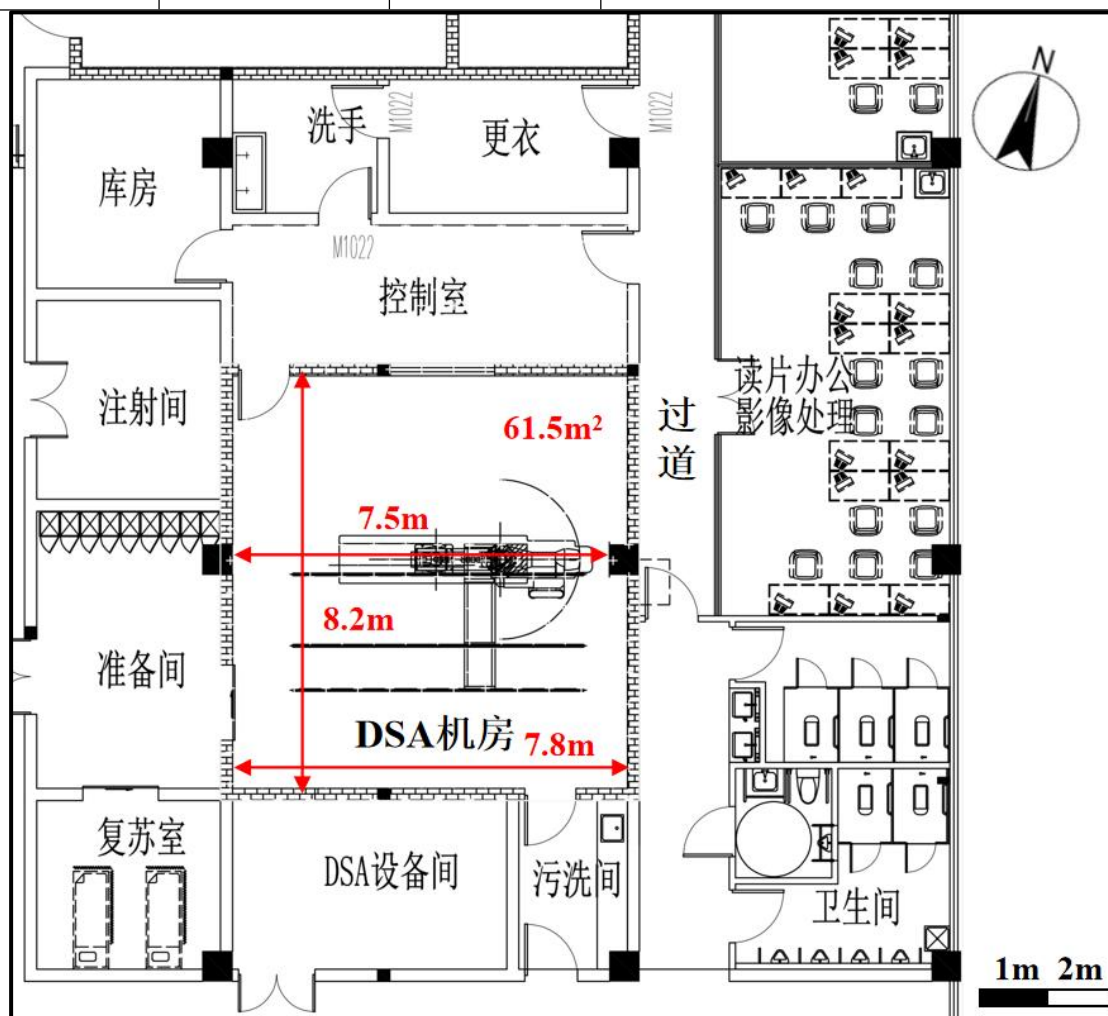 N
洗手
M1022
更衣
M1022
库房
M1022
控制室
注射间
61.5m²
过道
读片办公
影像处理
7.5m
8.2m
准备间
DSA机房
7.8m
复苏室
DSA设备间
污洗间
卫生间
1m 2m